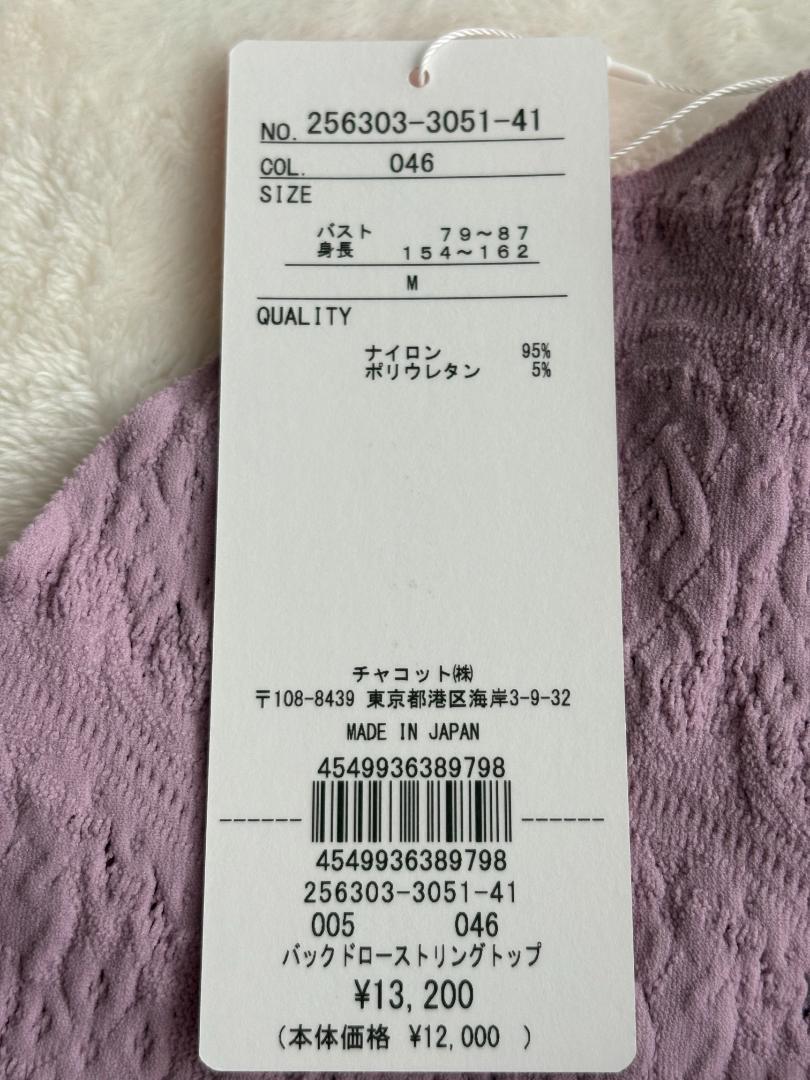 NO. 256303-3051-41
COL. 046
SIZE
バスト 79~87
身長 154~162
M
QUALITY
ナイロン 95%
ポリウレタン 5%
チャコット㈱
〒108-8439 東京都港区海岸3-9-32
MADE IN JAPAN
4549936389798
4549936389798
256303-3051-41
005 046
バックドローストリングトップ
¥13,200
(本体価格 ¥12,000 )